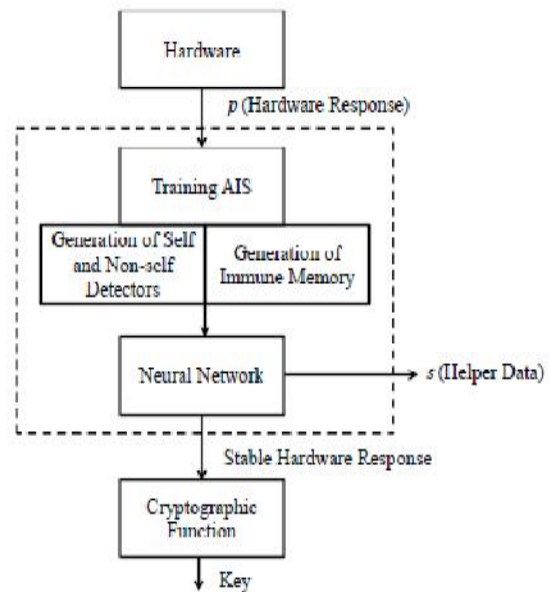 Hardware
p (Hardware Response)
Training AIS
Generation of Self
and Non-self
Detectors
Generation of
Immune Memory
Neural Network
s (Helper Data)
Stable Hardware Response
Cryptographic
Function
Key